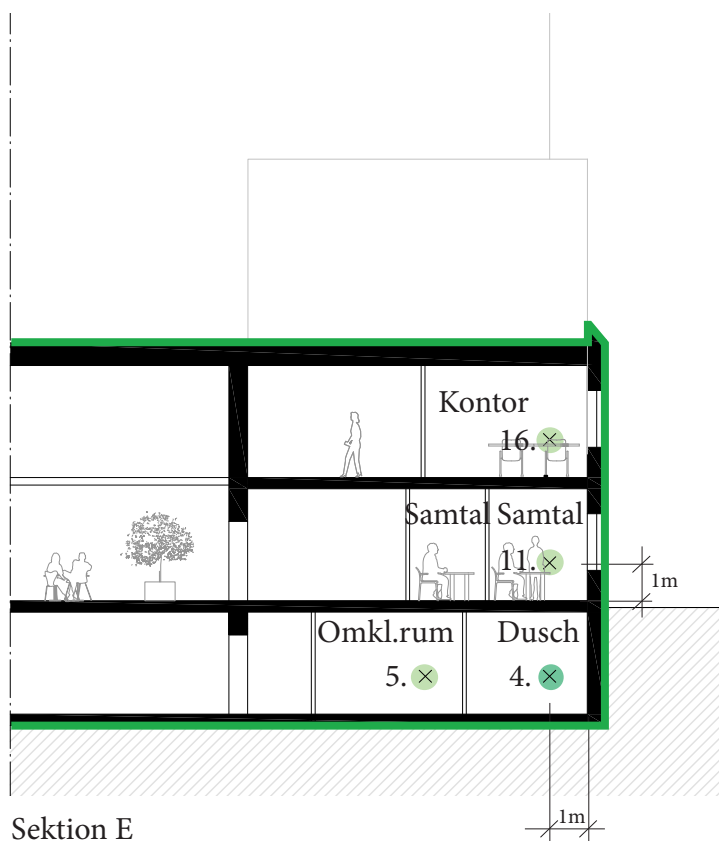 Kontor
16.
Samtal Samtal
11.
1m
Omkl.rum Dusch
5. 4.
1m
Sektion E